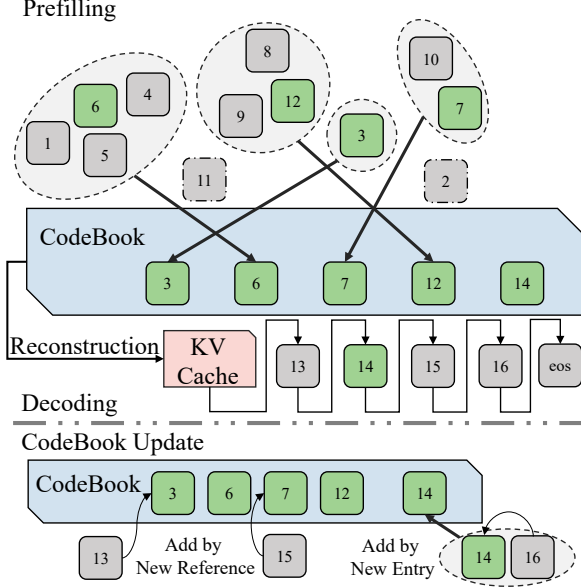 Prefilling
8
10
6
4
12
7
1
9
3
5
11
2
CodeBook
3
6
7
12
14
Reconstruction
KV
Cache
13
14
15
16
eos
Decoding
CodeBook Update
CodeBook
3
6
7
12
14
13
Add by
New Reference
15
Add by
New Entry
14
16